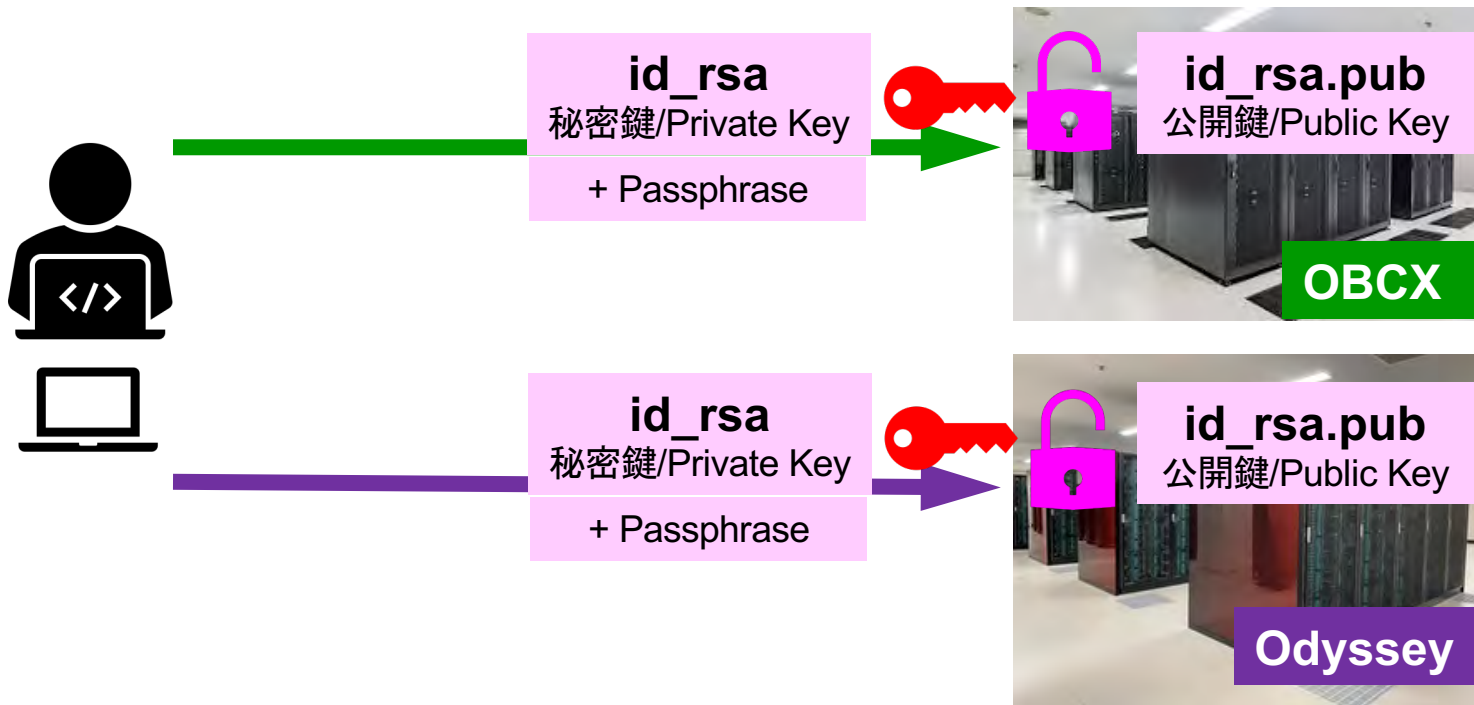 id_rsa
秘密鍵/Private Key
+ Passphrase
id_rsa.pub
公開鍵/Public Key
OBCX
</>
id_rsa
秘密鍵/Private Key
+ Passphrase
id_rsa.pub
公開鍵/Public Key
Odyssey